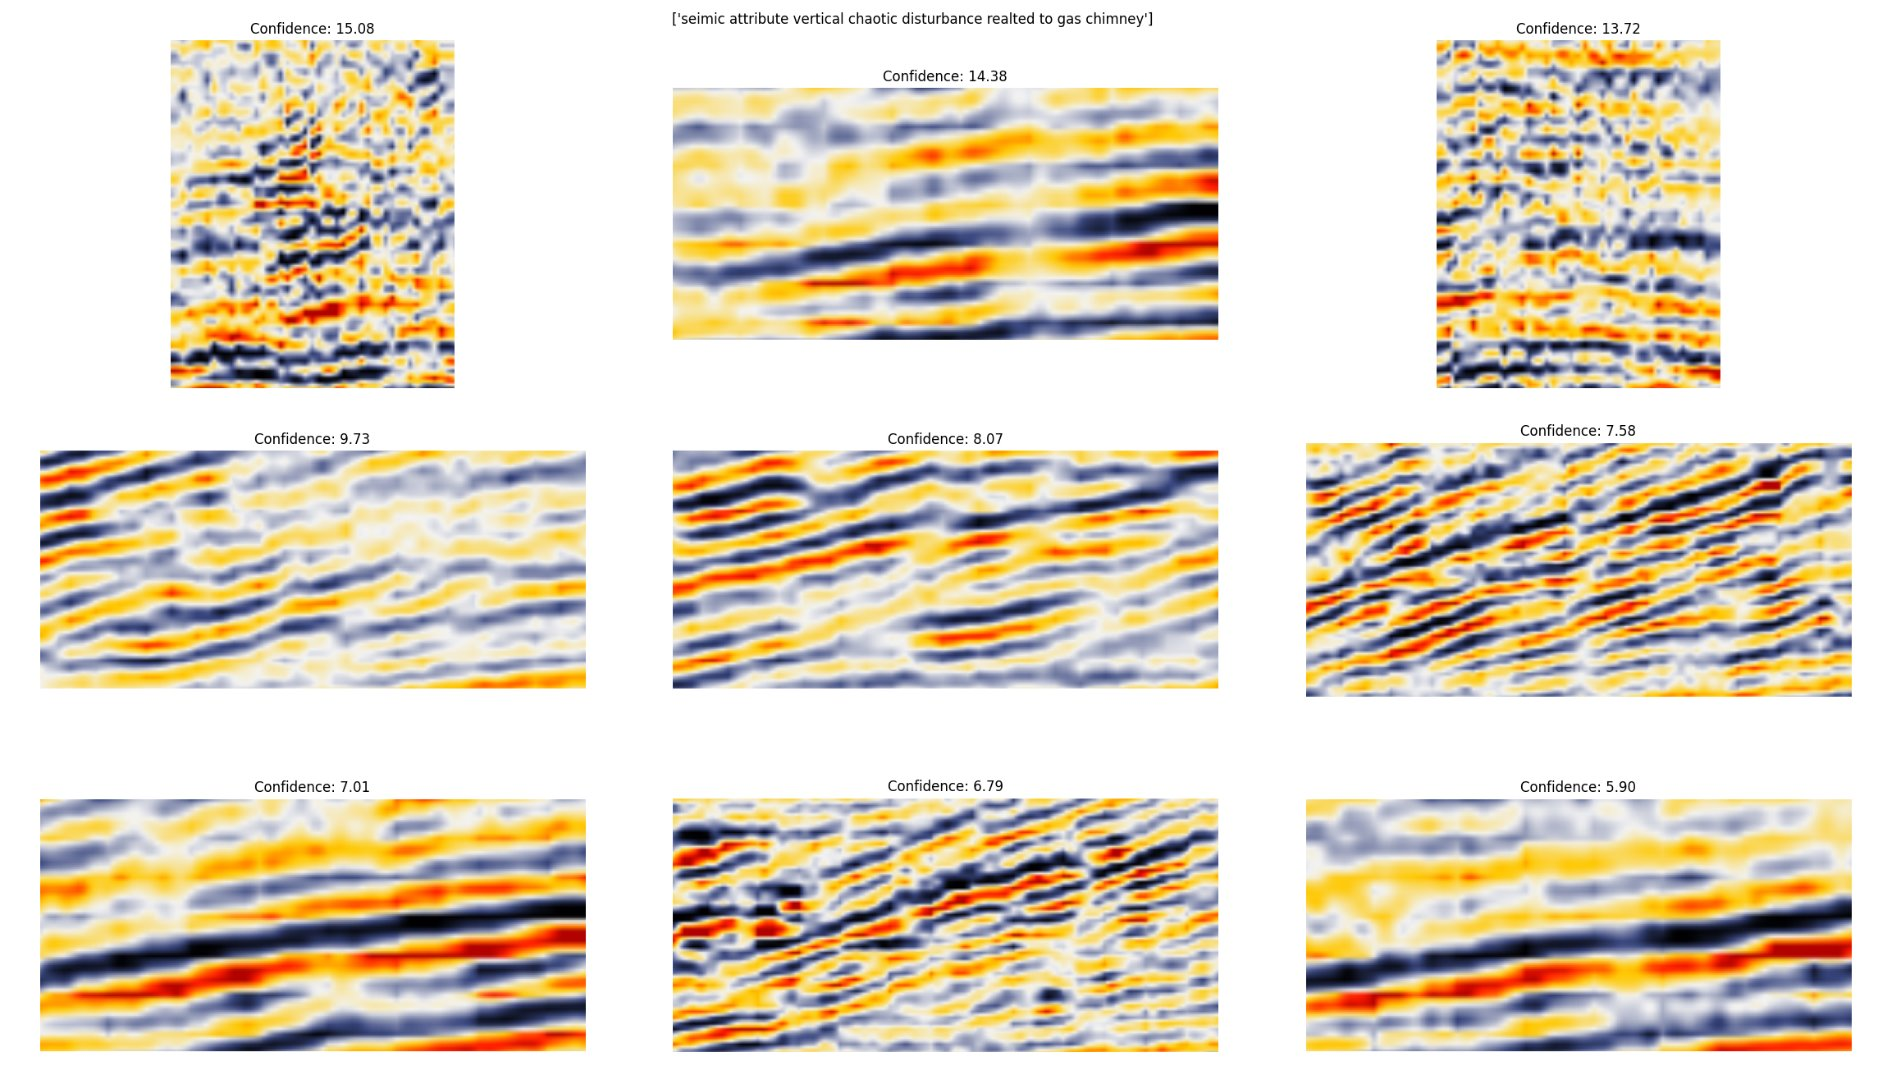 ['seimic attribute vertical chaotic disturbance realted to gas chimney']
Confidence: 15.08
Confidence: 14.38
Confidence: 13.72
Confidence: 9.73
Confidence: 8.07
Confidence: 7.58
Confidence: 7.01
Confidence: 6.79
Confidence: 5.90